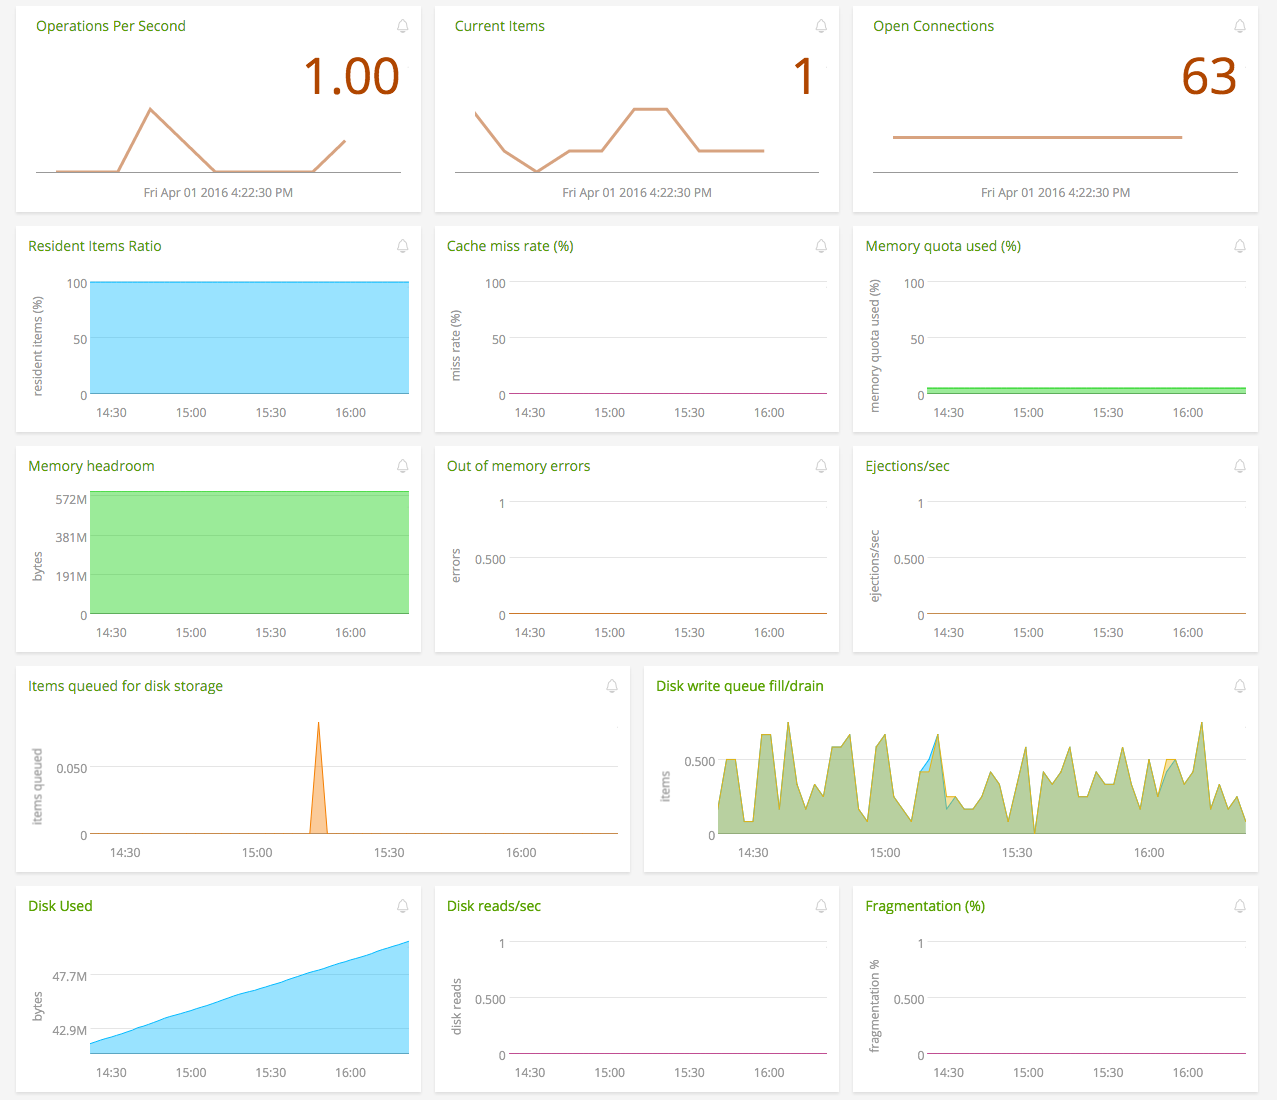 Operations Per Second
1.00
Fri Apr 01 2016 4:22:30 PM
Current Items
1
Fri Apr 01 2016 4:22:30 PM
Open Connections
63
Fri Apr 01 2016 4:22:30 PM
Resident Items Ratio
resident items (%)
100
50
0
14:30 15:00 15:30 16:00
Cache miss rate (%)
miss rate (%)
100
50
0
14:30 15:00 15:30 16:00
Memory quota used (%)
memory quota used (%)
100
50
0
14:30 15:00 15:30 16:00
Memory headroom
bytes
572M
381M
191M
0
14:30 15:00 15:30 16:00
Out of memory errors
errors
1
0.500
0
14:30 15:00 15:30 16:00
Ejections/sec
ejections/sec
1
0.500
0
14:30 15:00 15:30 16:00
Items queued for disk storage
items queued
0.050
0
14:30 15:00 15:30 16:00
Disk write queue fill/drain
items
0.500
0
14:30 15:00 15:30 16:00
Disk Used
bytes
47.7M
42.9M
14:30 15:00 15:30 16:00
Disk reads/sec
disk reads
1
0.500
0
14:30 15:00 15:30 16:00
Fragmentation (%)
fragmentation %
1
0.500
0
14:30 15:00 15:30 16:00